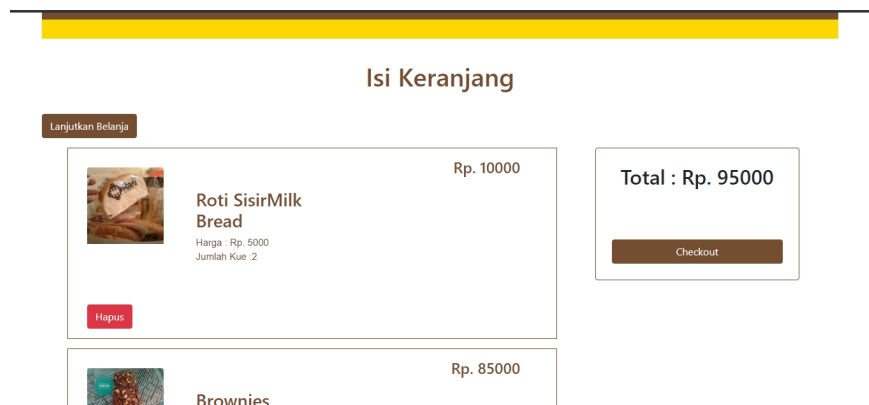 Isi Keranjang
Lanjutkan Belanja
Rp. 10000
Roti SisirMilk
Bread
Harga : Rp. 5000
Jumlah Kue :2
Hapus
Total : Rp. 95000
Checkout
Rp. 85000
Brownies